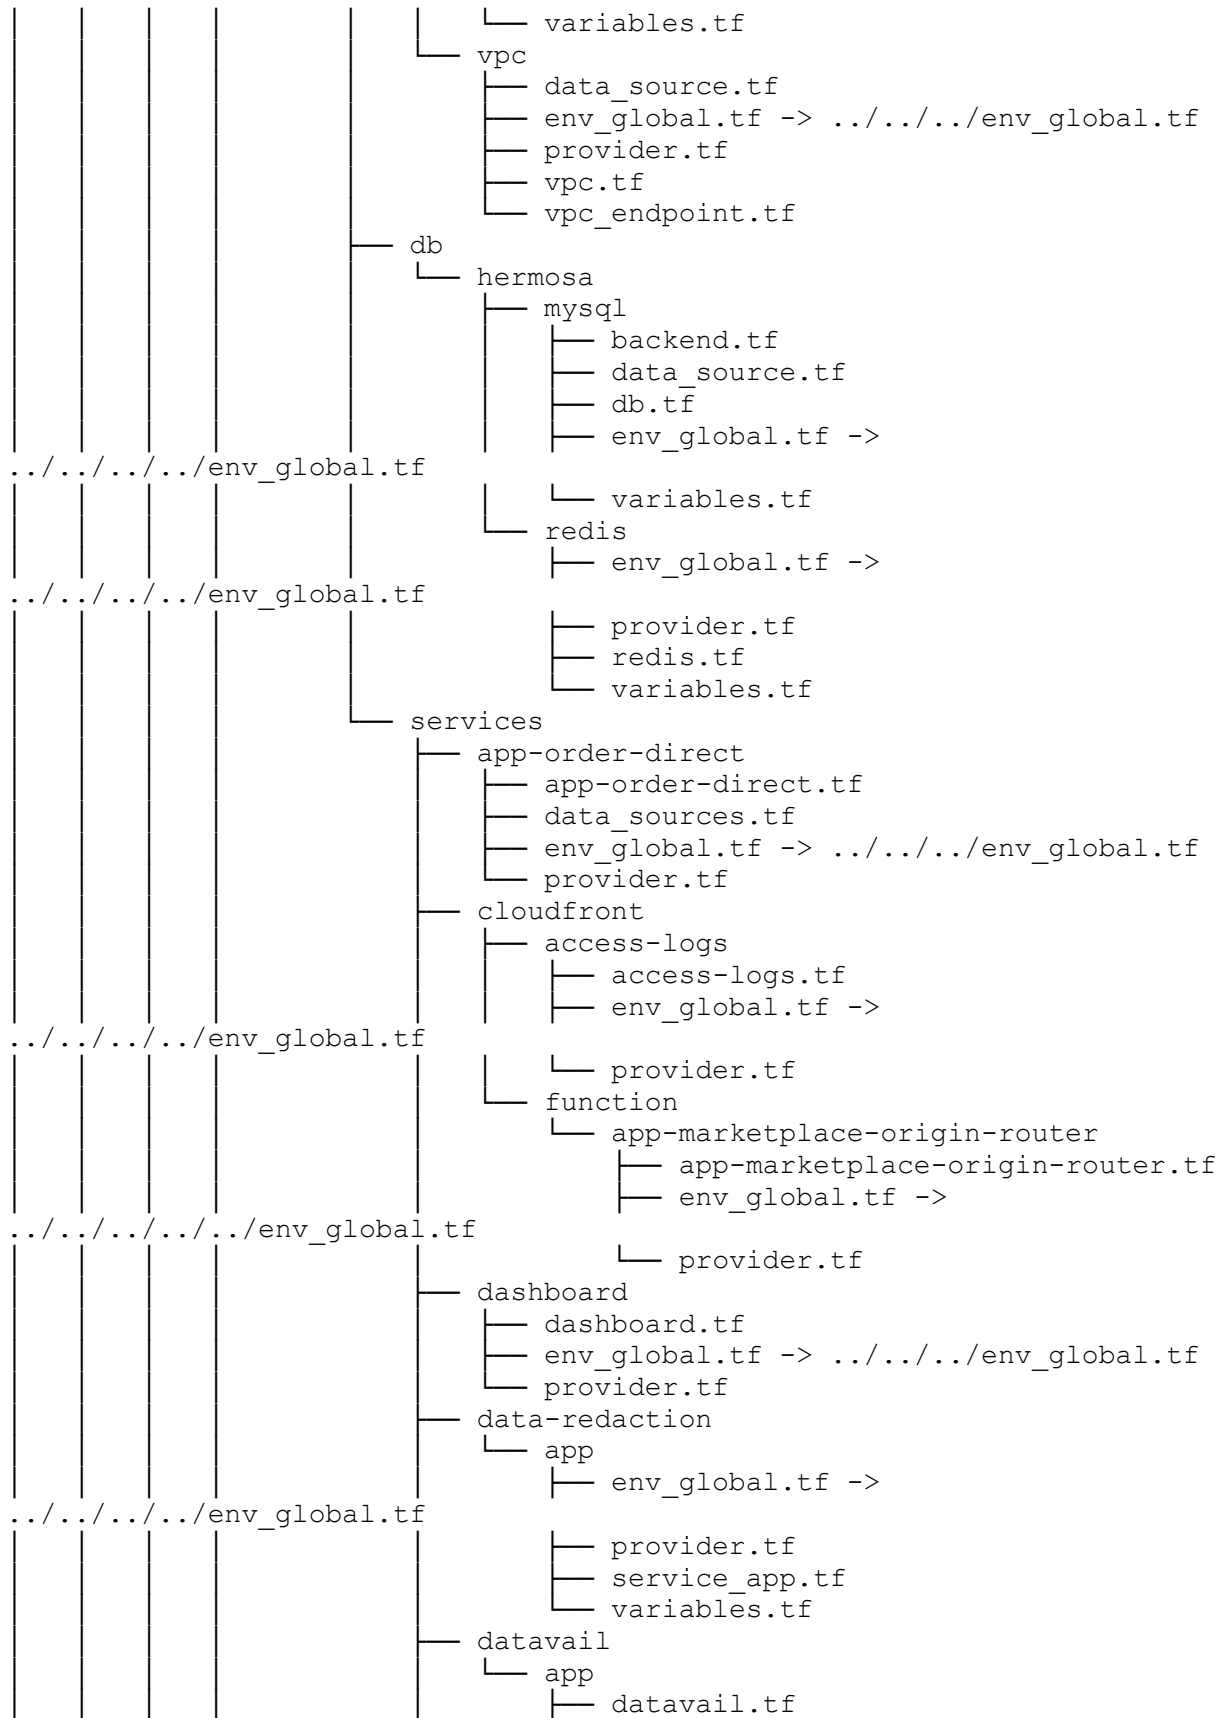 │   │   │   │       │   │   └── variables.tf
│   │   │   │       │   └── vpc
│   │   │   │       │       ├── data_source.tf
│   │   │   │       │       ├── env_global.tf -> ../../../env_global.tf
│   │   │   │       │       ├── provider.tf
│   │   │   │       │       ├── vpc.tf
│   │   │   │       │       └── vpc_endpoint.tf
│   │   │   │       ├── db
│   │   │   │       │   └── hermosa
│   │   │   │       │       ├── mysql
│   │   │   │       │       │   ├── backend.tf
│   │   │   │       │       │   ├── data_source.tf
│   │   │   │       │       │   ├── db.tf
│   │   │   │       │       │   ├── env_global.tf ->
../../../../env_global.tf
│   │   │   │       │       │   └── variables.tf
│   │   │   │       │       └── redis
│   │   │   │       │           ├── env_global.tf ->
../../../../env_global.tf
│   │   │   │       │           ├── provider.tf
│   │   │   │       │           ├── redis.tf
│   │   │   │       │           └── variables.tf
│   │   │   │       └── services
│   │   │   │           ├── app-order-direct
│   │   │   │           │   ├── app-order-direct.tf
│   │   │   │           │   ├── data_sources.tf
│   │   │   │           │   ├── env_global.tf -> ../../../env_global.tf
│   │   │   │           │   └── provider.tf
│   │   │   │           ├── cloudfront
│   │   │   │           │   ├── access-logs
│   │   │   │           │   │   ├── access-logs.tf
│   │   │   │           │   │   ├── env_global.tf ->
../../../../env_global.tf
│   │   │   │           │   │   └── provider.tf
│   │   │   │           │   └── function
│   │   │   │           │       └── app-marketplace-origin-router
│   │   │   │           │           ├── app-marketplace-origin-router.tf
│   │   │   │           │           ├── env_global.tf ->
../../../../../env_global.tf
│   │   │   │           │           └── provider.tf
│   │   │   │           ├── dashboard
│   │   │   │           │   ├── dashboard.tf
│   │   │   │           │   ├── env_global.tf -> ../../../env_global.tf
│   │   │   │           │   └── provider.tf
│   │   │   │           ├── data-redaction
│   │   │   │           │   └── app
│   │   │   │           │       ├── env_global.tf ->
../../../../env_global.tf
│   │   │   │           │       ├── provider.tf
│   │   │   │           │       ├── service_app.tf
│   │   │   │           │       └── variables.tf
│   │   │   │           ├── datavail
│   │   │   │           │   └── app
│   │   │   │           │       ├── datavail.tf